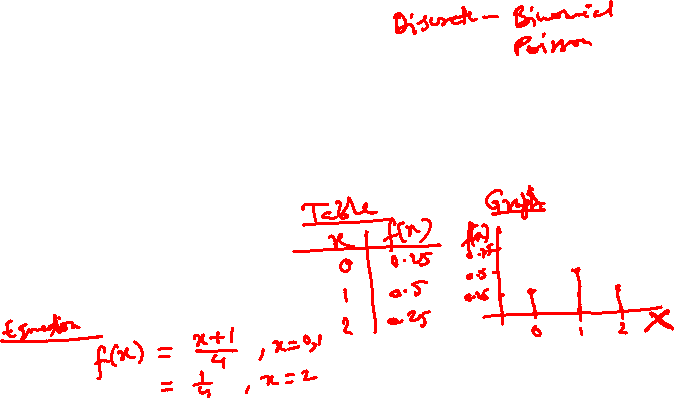 Discrete - Binomial
Poisson
Table
x f(x)
0 0.25
1 0.5
2 0.25
Graph
f(x)
0.75
0.5
0.25
0 1 2 X
Equation
f(x) = x+1/4 , x=0,1
= 1/4 , x=2